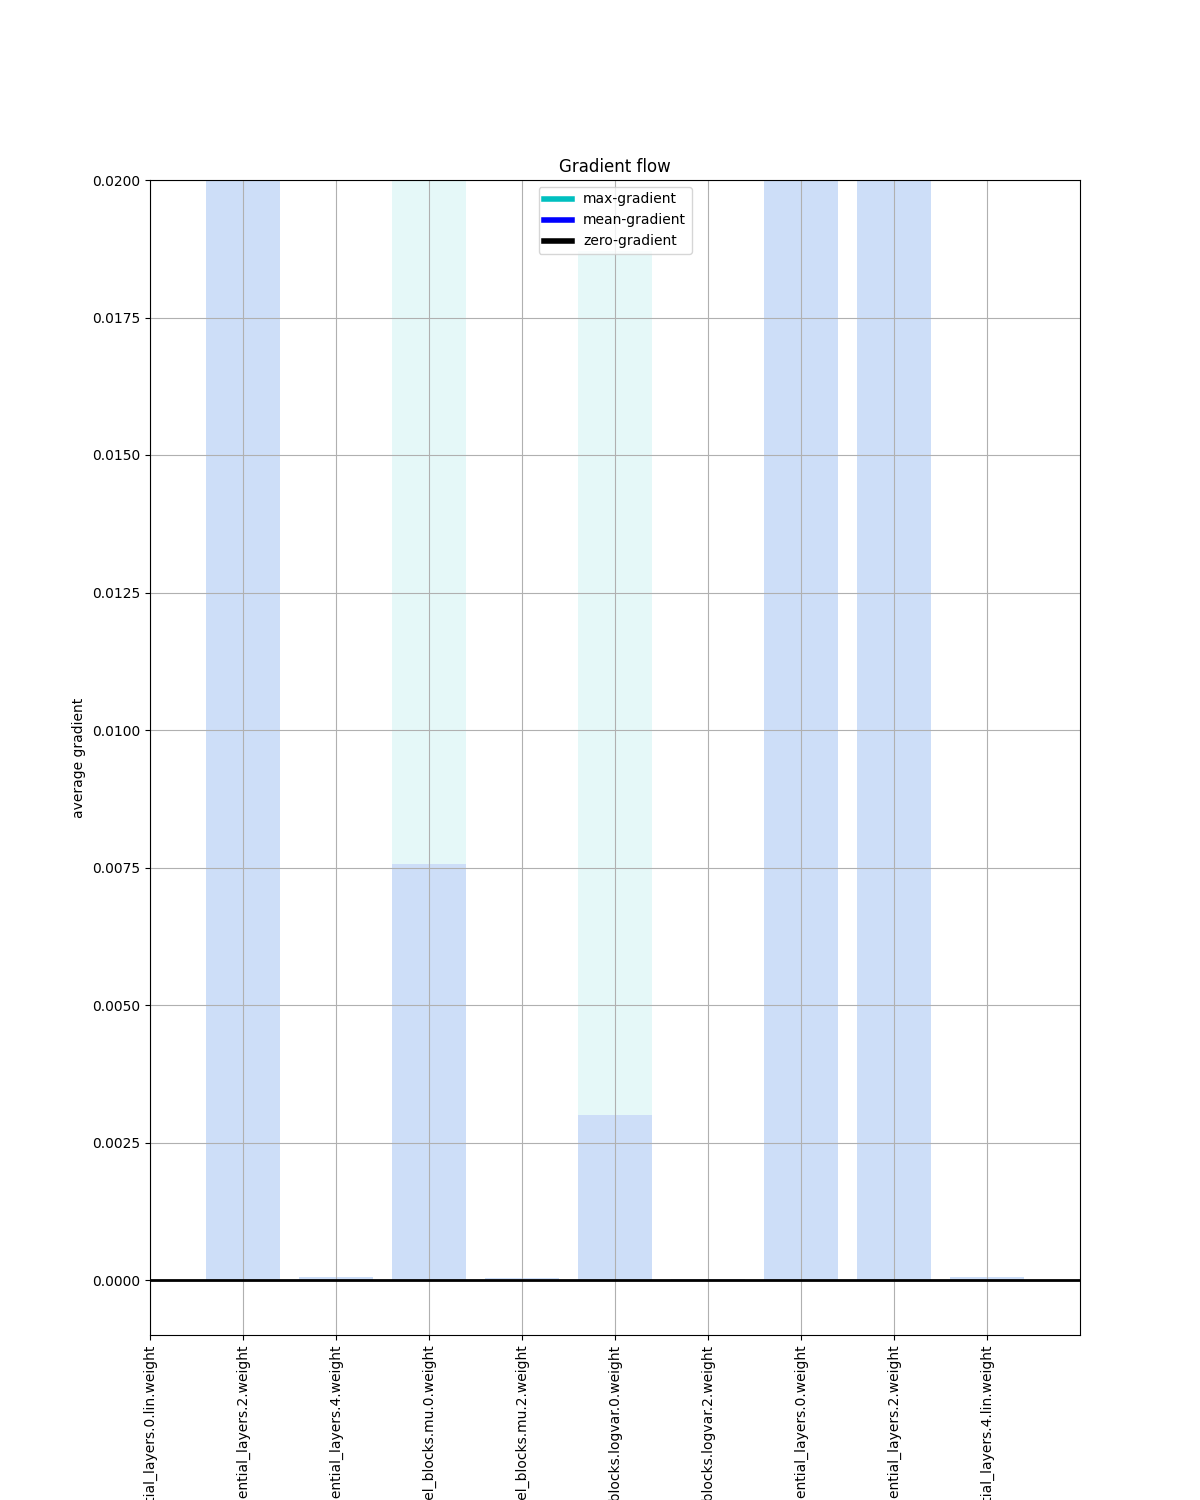 Gradient flow
max-gradient
mean-gradient
zero-gradient
average gradient
0.0200
0.0175
0.0150
0.0125
0.0100
0.0075
0.0050
0.0025
0.0000
tial_layers.0.lin.weight
ential_layers.2.weight
ential_layers.4.weight
el_blocks.mu.0.weight
el_blocks.mu.2.weight
blocks.logvar.0.weight
blocks.logvar.2.weight
ential_layers.0.weight
ential_layers.2.weight
tial_layers.4.lin.weight